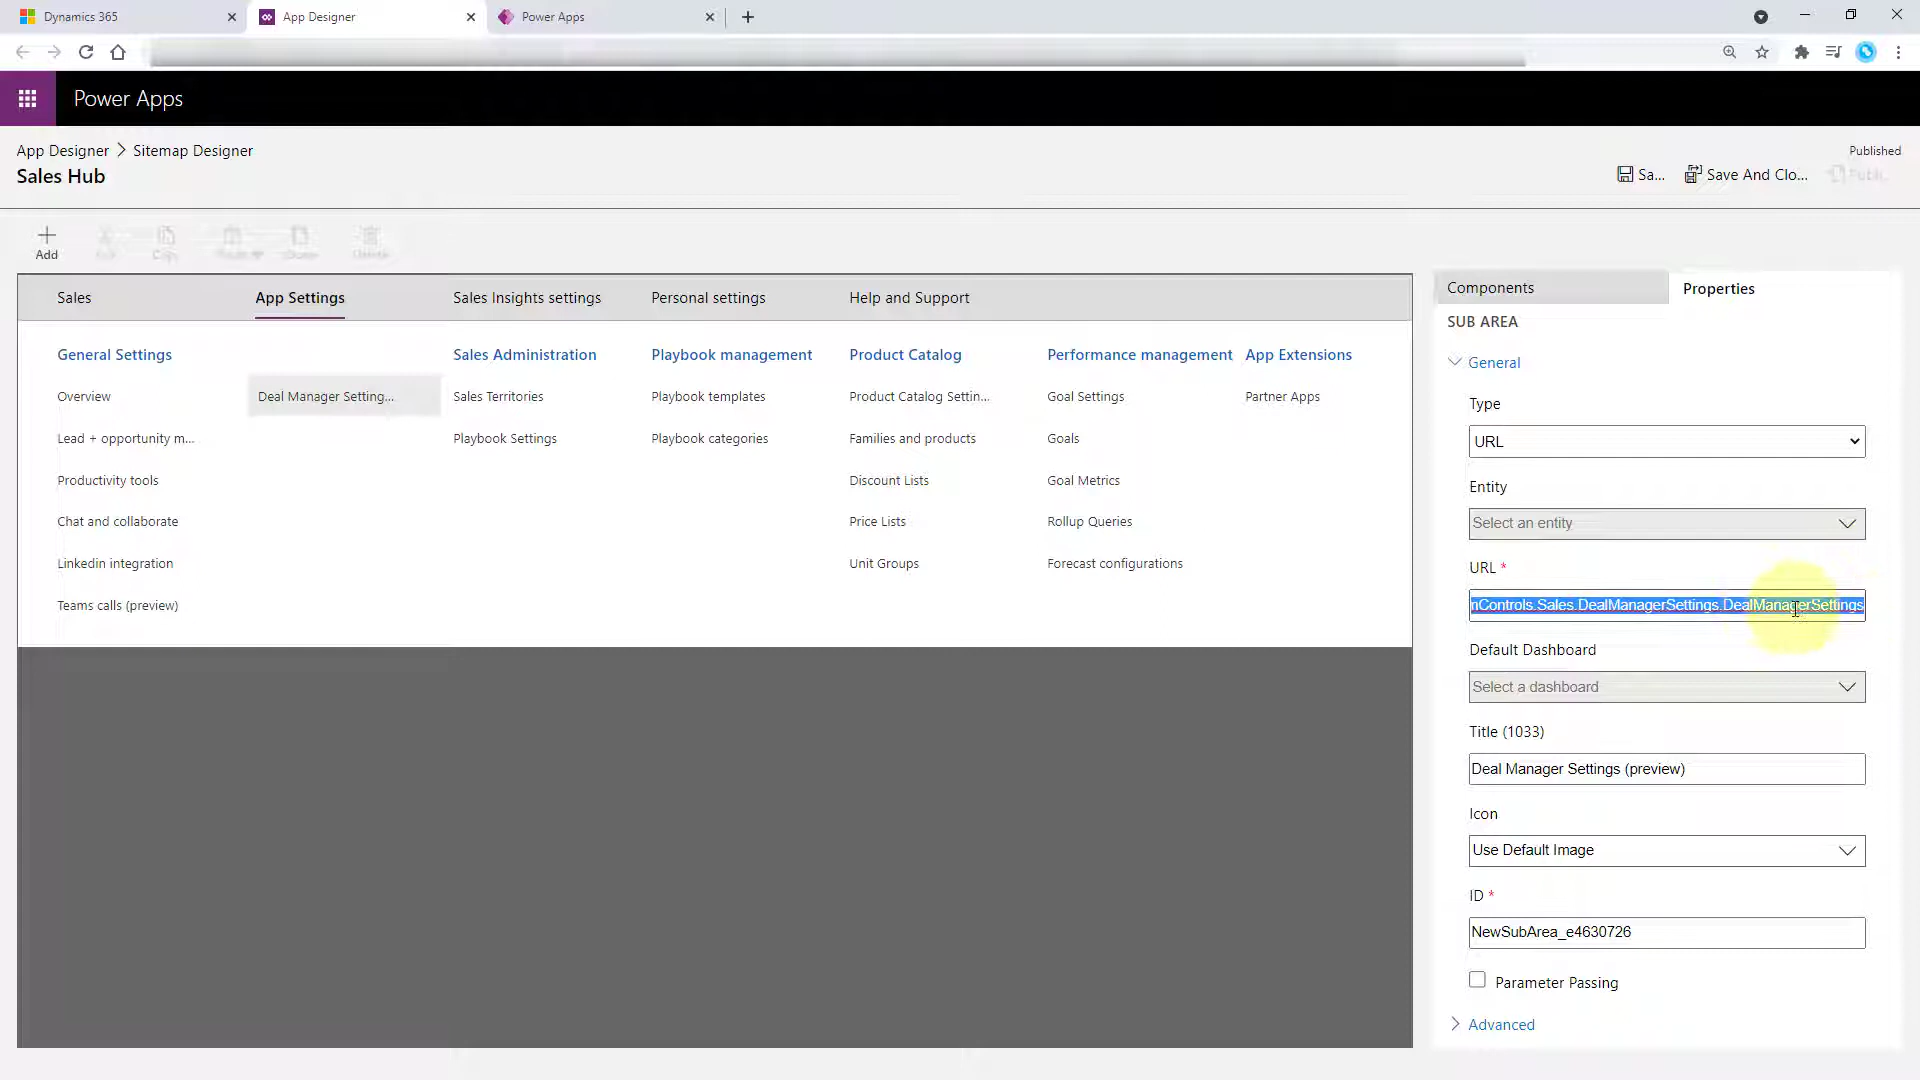 Dynamics 365
App Designer
Power Apps
Power Apps
App Designer > Sitemap Designer
Published
Sales Hub
Sa...
Save And Clo...
Publi...
Add
Copy
Delete
Sales
App Settings
Sales Insights settings
Personal settings
Help and Support
General Settings
Overview
Lead + opportunity m...
Productivity tools
Chat and collaborate
Linkedin integration
Teams calls (preview)
Deal Manager Setting...
Sales Administration
Sales Territories
Playbook Settings
Playbook management
Playbook templates
Playbook categories
Product Catalog
Product Catalog Settin...
Families and products
Discount Lists
Price Lists
Unit Groups
Performance management
Goal Settings
Goals
Goal Metrics
Rollup Queries
Forecast configurations
App Extensions
Partner Apps
Components
Properties
SUB AREA
General
Type
URL
Entity
Select an entity
URL *
nControls.Sales.DealManagerSettings.DealManagerSettings
Default Dashboard
Select a dashboard
Title (1033)
Deal Manager Settings (preview)
Icon
Use Default Image
ID *
NewSubArea_e4630726
Parameter Passing
Advanced